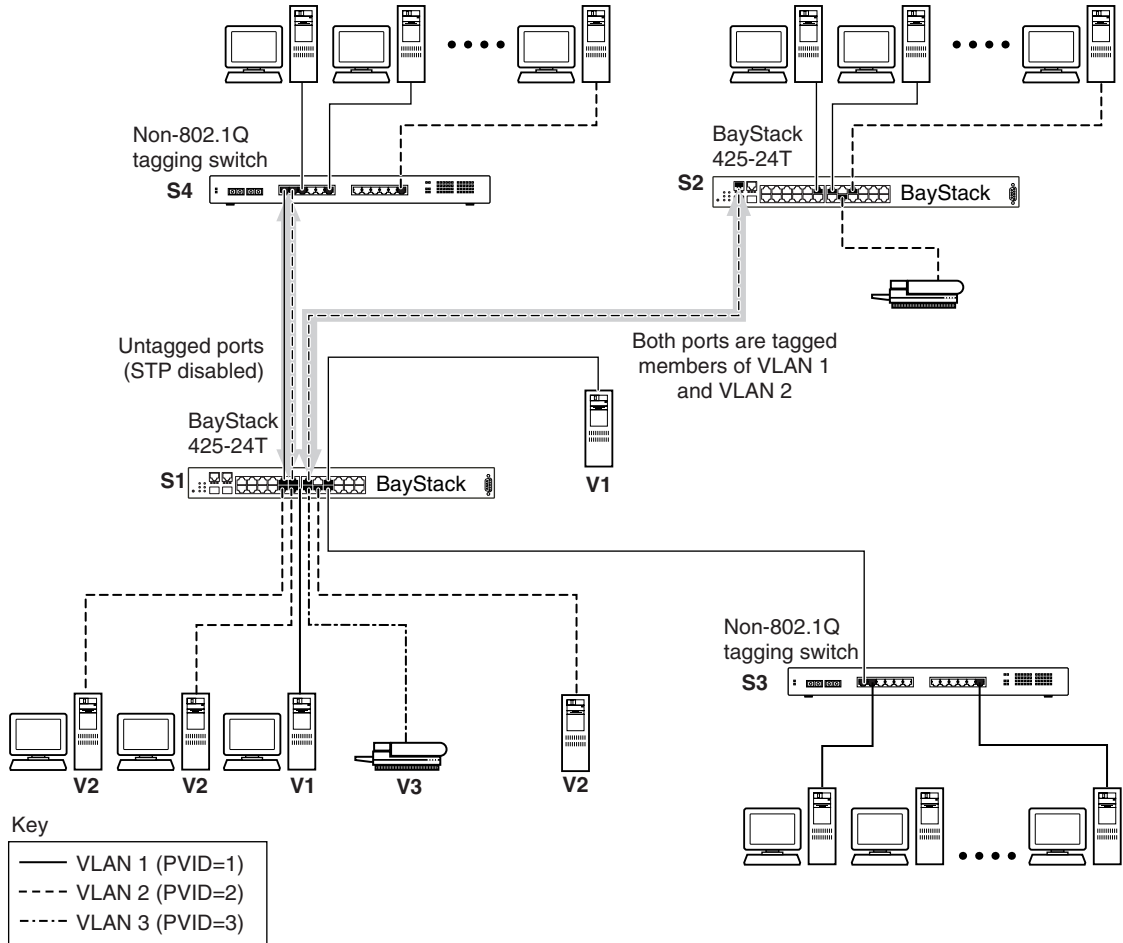 Non-802.1Q
tagging switch
S4
BayStack
425-24T
S2
BayStack
Untagged ports
(STP disabled)
Both ports are tagged
members of VLAN 1
and VLAN 2
BayStack
425-24T
S1
BayStack
V1
Non-802.1Q
tagging switch
S3
V2
V2
V1
V3
V2
Key
VLAN 1 (PVID=1)
VLAN 2 (PVID=2)
VLAN 3 (PVID=3)